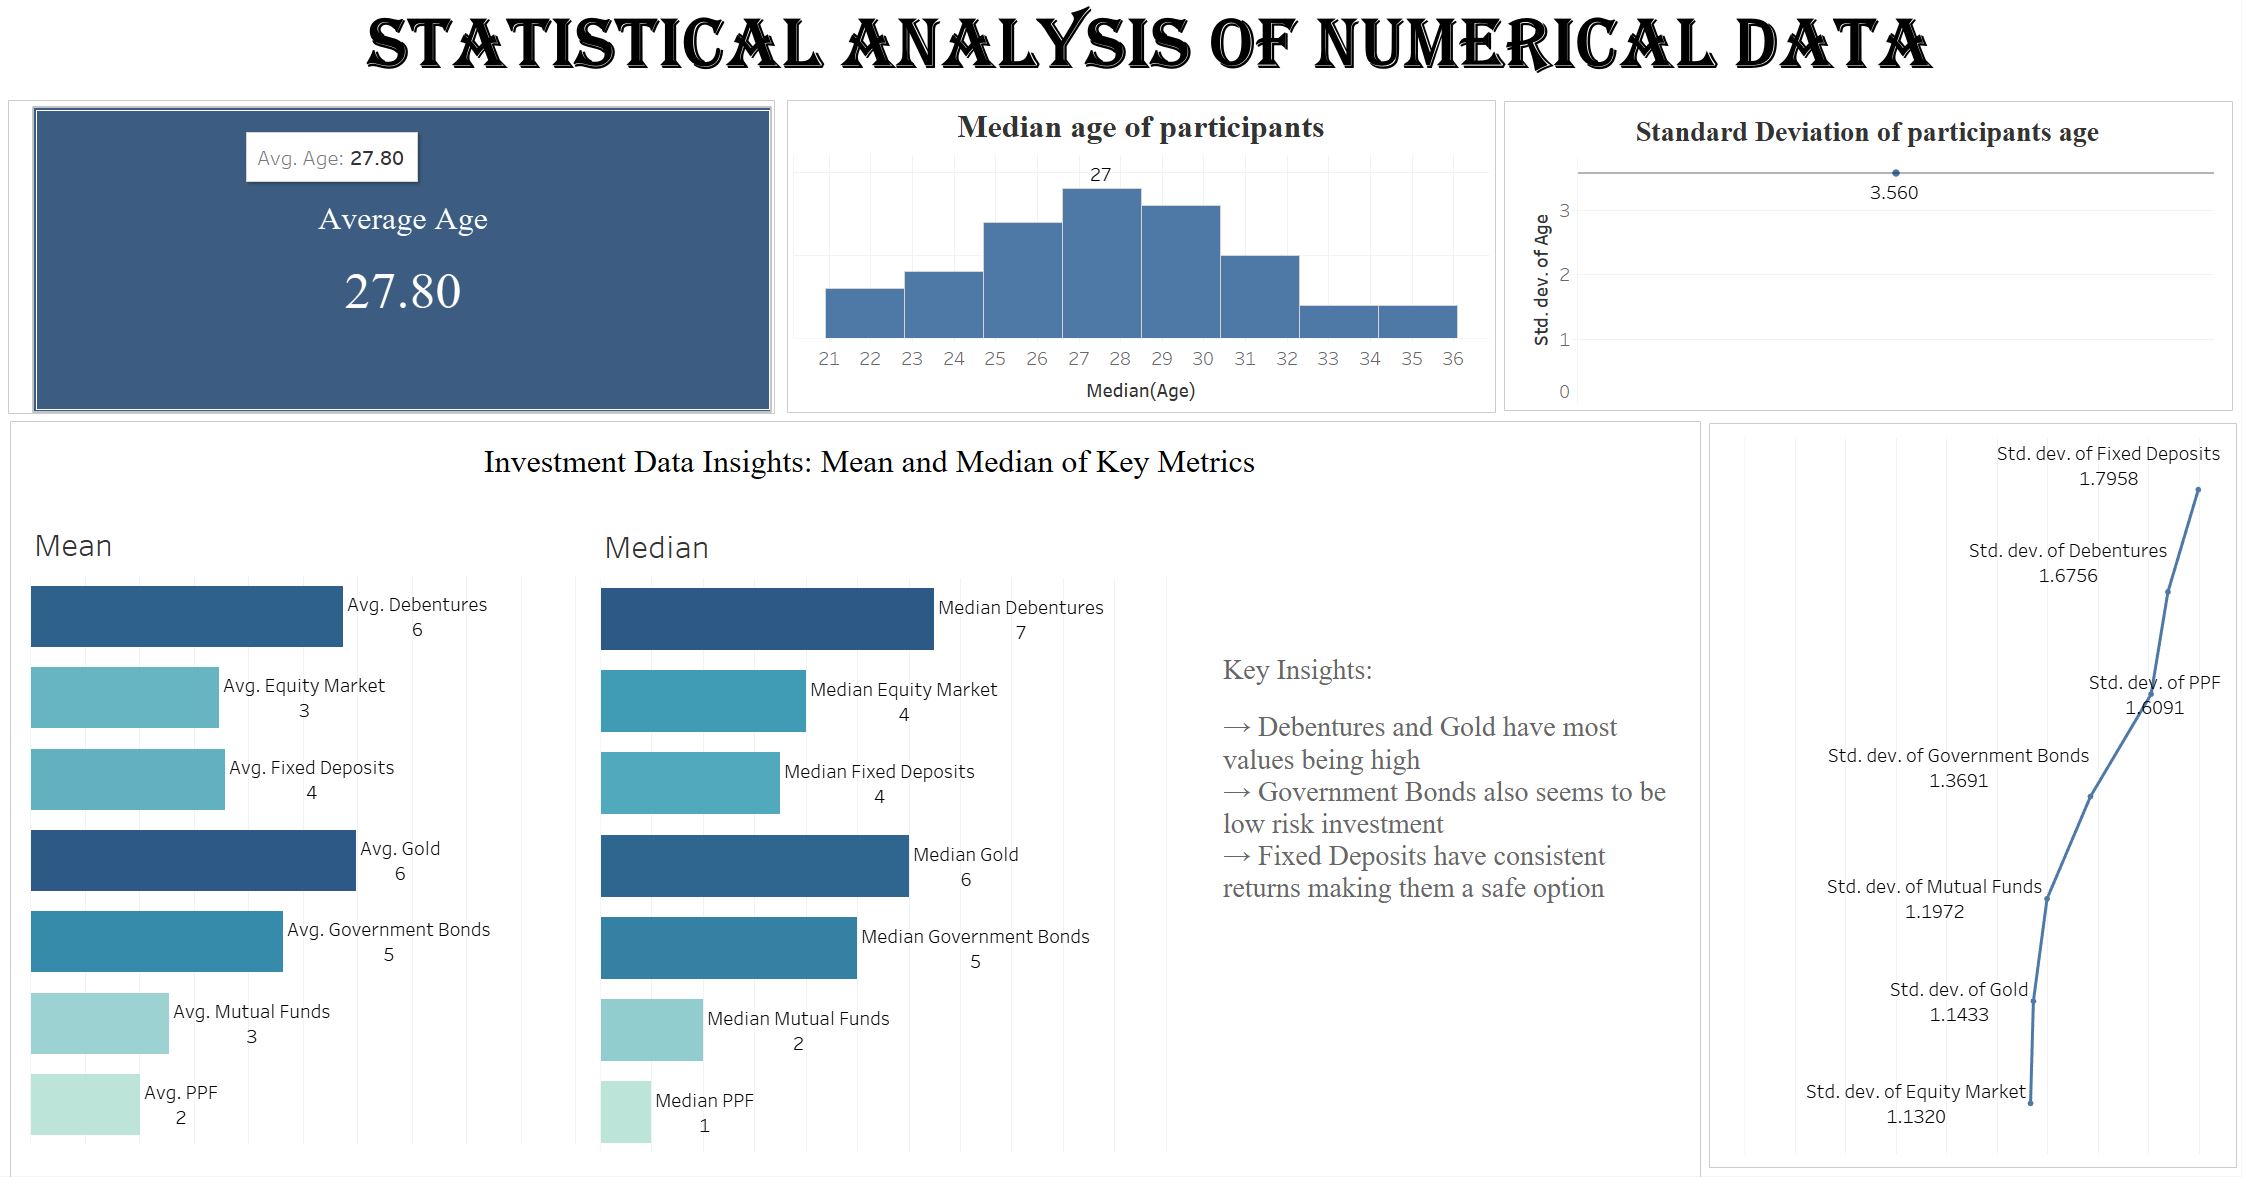 STATISTICAL ANALYSIS OF NUMERICAL DATA
Avg. Age: 27.80
Average Age
27.80
Median age of participants
27
21 22 23 24 25 26 27 28 29 30 31 32 33 34 35 36
Median(Age)
Standard Deviation of participants age
3.560
Std. dev. of Age
3
2
1
0
Investment Data Insights: Mean and Median of Key Metrics
Mean
Avg. Debentures
6
Avg. Equity Market
3
Avg. Fixed Deposits
4
Avg. Gold
6
Avg. Government Bonds
5
Avg. Mutual Funds
3
Avg. PPF
2
Median
Median Debentures
7
Median Equity Market
4
Median Fixed Deposits
4
Median Gold
6
Median Government Bonds
5
Median Mutual Funds
2
Median PPF
1
Key Insights:
→ Debentures and Gold have most
values being high
→ Government Bonds also seems to be
low risk investment
→ Fixed Deposits have consistent
returns making them a safe option
Std. dev. of Fixed Deposits
1.7958
Std. dev. of Debentures
1.6756
Std. dev. of PPF
1.6091
Std. dev. of Government Bonds
1.3691
Std. dev. of Mutual Funds
1.1972
Std. dev. of Gold
1.1433
Std. dev. of Equity Market
1.1320